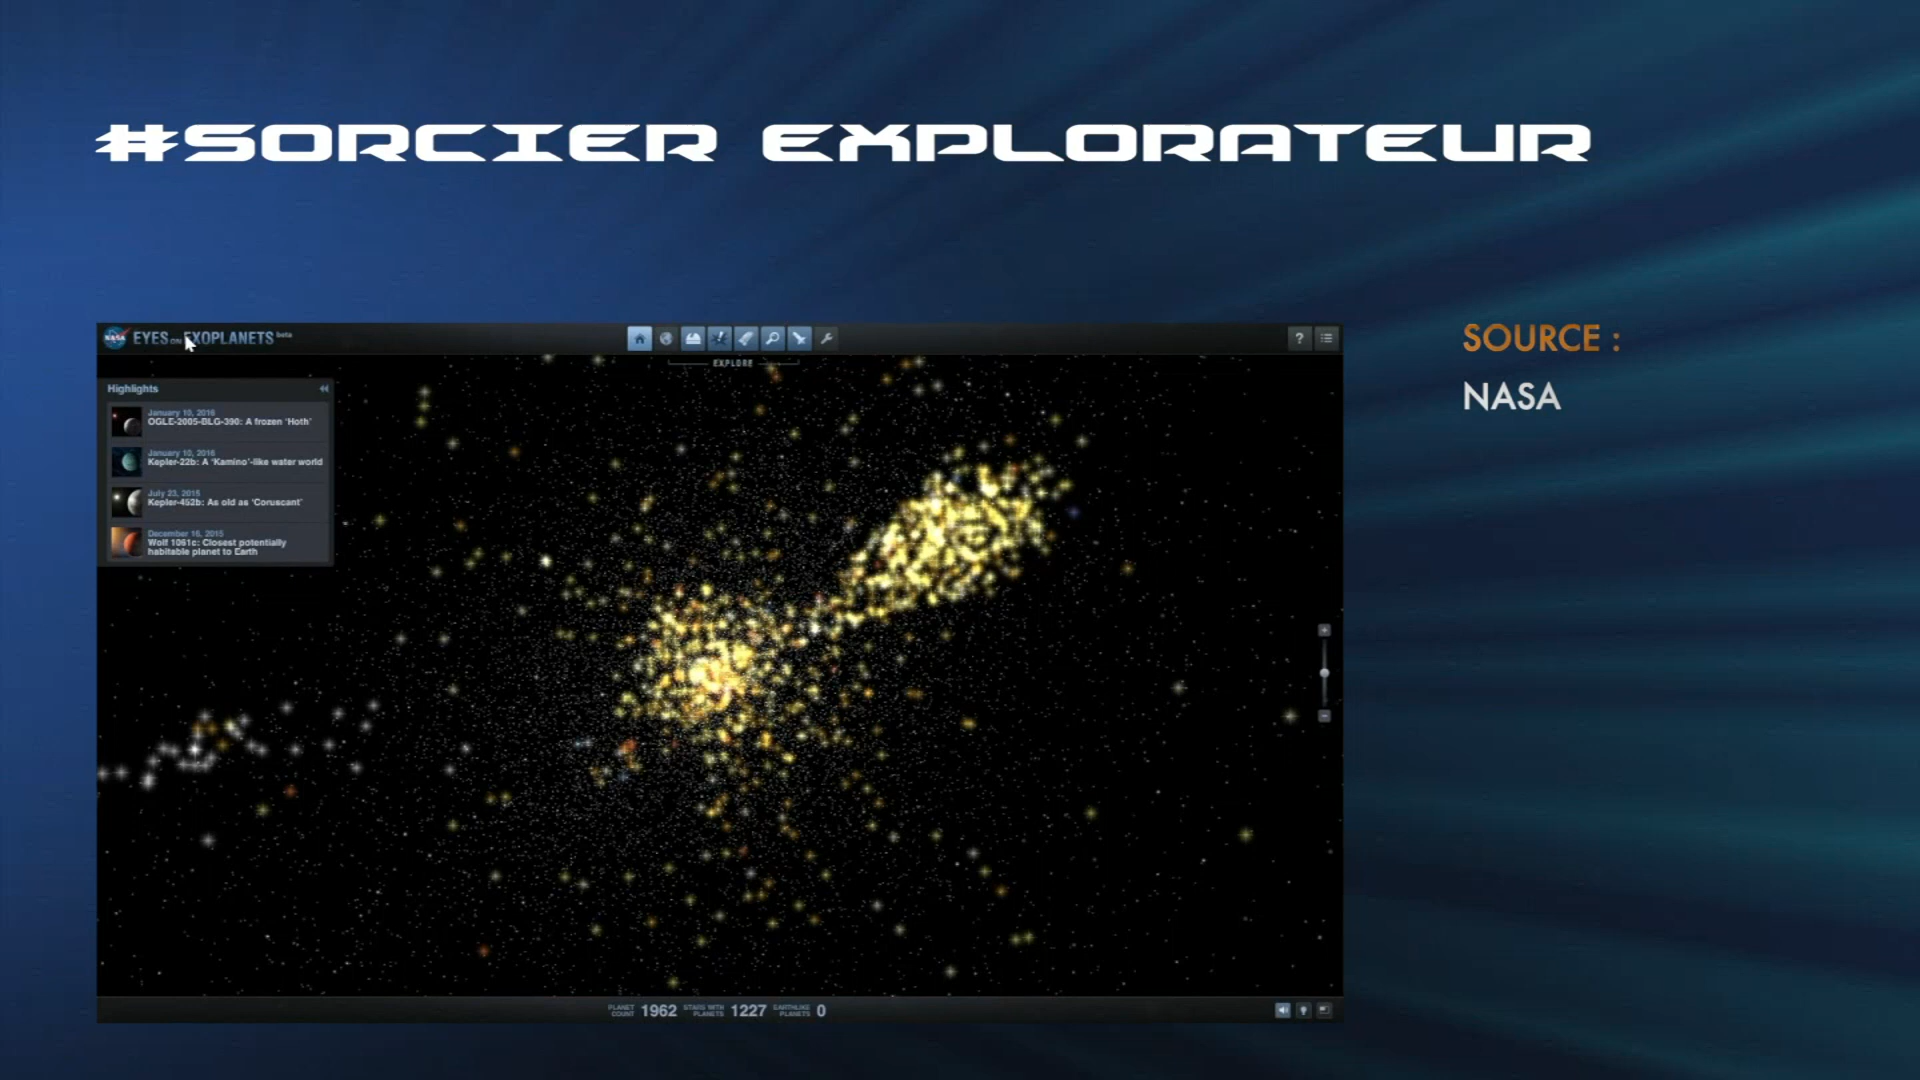 #SORCIER EXPLORATEUR
NASA EYES ON EXOPLANETS beta
?
EXPLORE
Highlights
January 10, 2016
OGLE-2005-BLG-390: A frozen 'Hoth'
January 10, 2016
Kepler-22b: A 'Kamino'-like water world
July 23, 2015
Kepler-452b: As old as 'Coruscant'
December 16, 2015
Wolf 1061c: Closest potentially
habitable planet to Earth
SOURCE :
NASA
PLANET COUNT 1962 STARS WITH PLANETS 1227 EARTHLIKE PLANETS 0